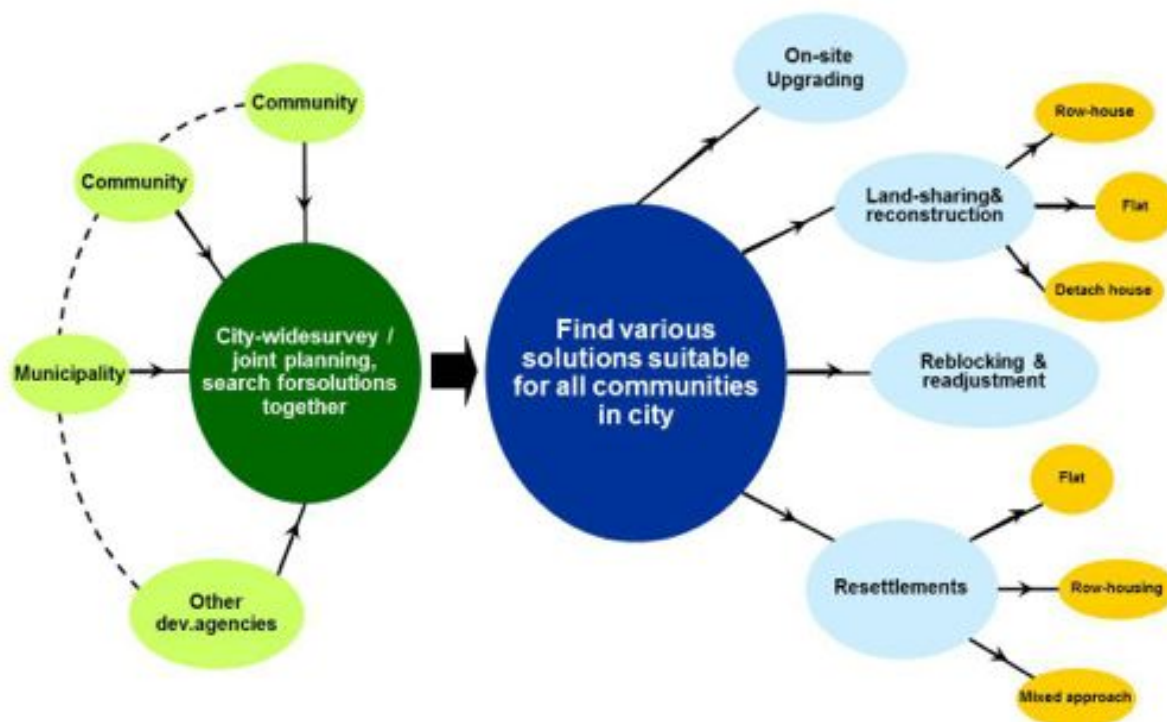 Community
Community
Municipality
Other
dev.agencies
City-widesurvey /
joint planning,
search forsolutions
together
Find various
solutions suitable
for all communities
in city
On-site
Upgrading
Land-sharing&
reconstruction
Row-house
Flat
Detach house
Reblocking &
readjustment
Resettlements
Flat
Row-housing
Mixed approach